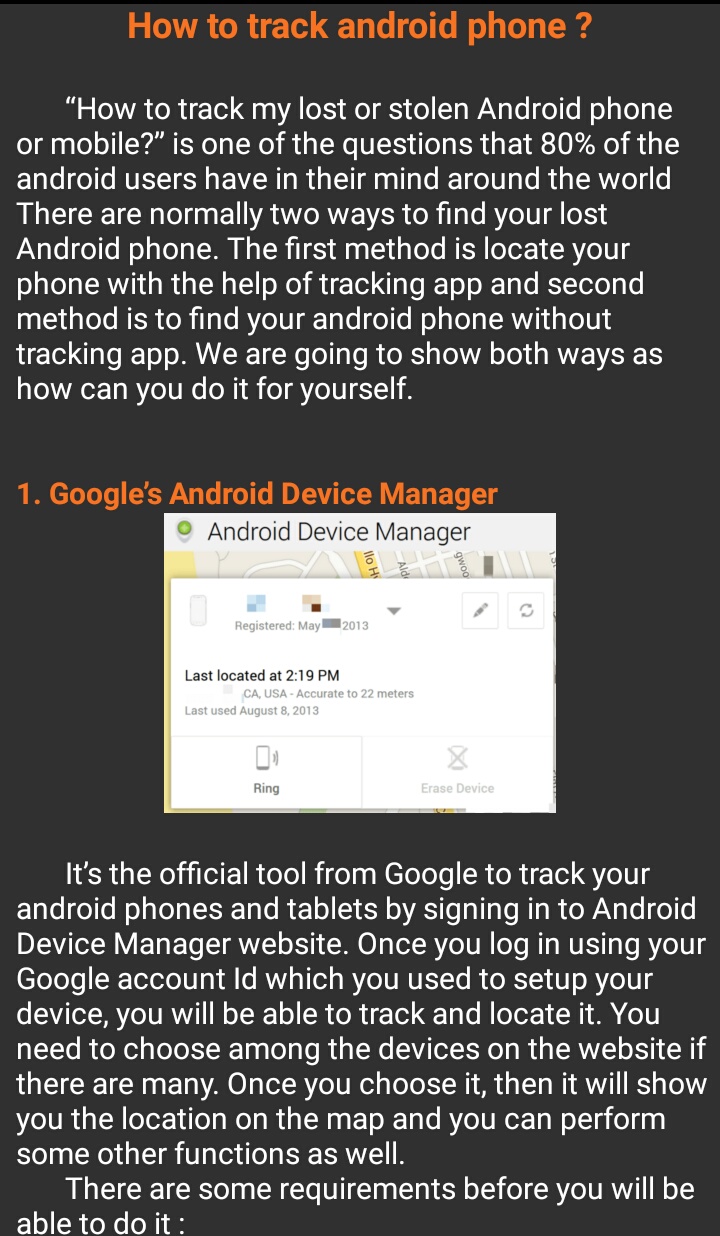 How to track android phone ?
“How to track my lost or stolen Android phone
or mobile?” is one of the questions that 80% of the
android users have in their mind around the world
There are normally two ways to find your lost
Android phone. The first method is locate your
phone with the help of tracking app and second
method is to find your android phone without
tracking app. We are going to show both ways as
how can you do it for yourself.
1. Google’s Android Device Manager
Android Device Manager
Registered: May 2013
Last located at 2:19 PM
CA, USA - Accurate to 22 meters
Last used August 8, 2013
Ring
Erase Device
It’s the official tool from Google to track your
android phones and tablets by signing in to Android
Device Manager website. Once you log in using your
Google account Id which you used to setup your
device, you will be able to track and locate it. You
need to choose among the devices on the website if
there are many. Once you choose it, then it will show
you the location on the map and you can perform
some other functions as well.
There are some requirements before you will be
able to do it :